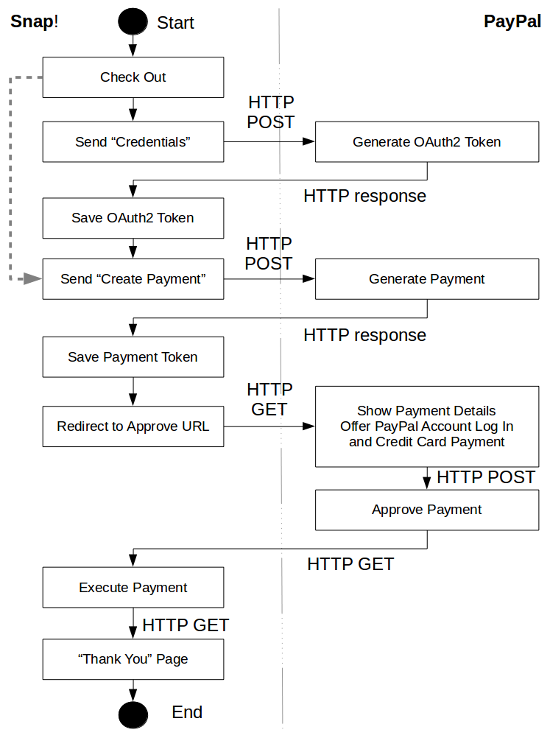 Snap!
PayPal
Start
Check Out
HTTP
POST
Send “Credentials”
Generate OAuth2 Token
HTTP response
Save OAuth2 Token
HTTP
POST
Send “Create Payment”
Generate Payment
HTTP response
Save Payment Token
HTTP
GET
Redirect to Approve URL
Show Payment Details
Offer PayPal Account Log In
and Credit Card Payment
HTTP POST
Approve Payment
HTTP GET
Execute Payment
HTTP GET
“Thank You” Page
End